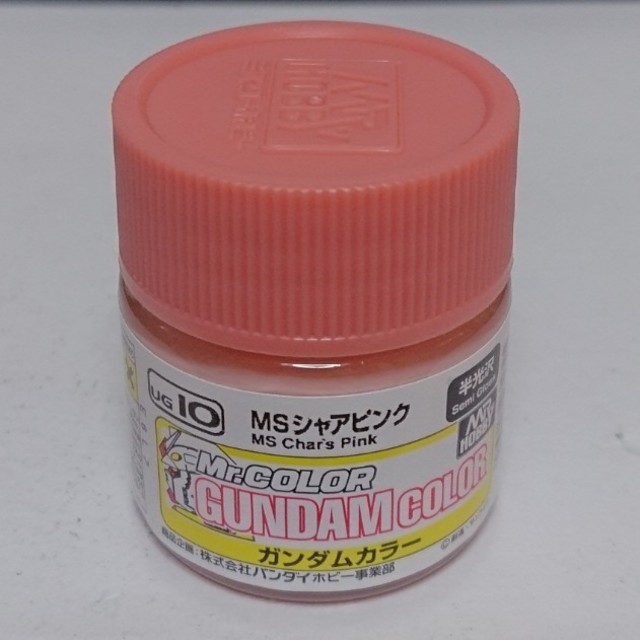 Mr.
HOBBY
UG10
MSシャアピンク
MS Char's Pink
半光沢
Semi Gloss
Mr.
HOBBY
Mr.COLOR
GUNDAM COLOR
ガンダムカラー
商品企画:株式会社バンダイホビー事業部